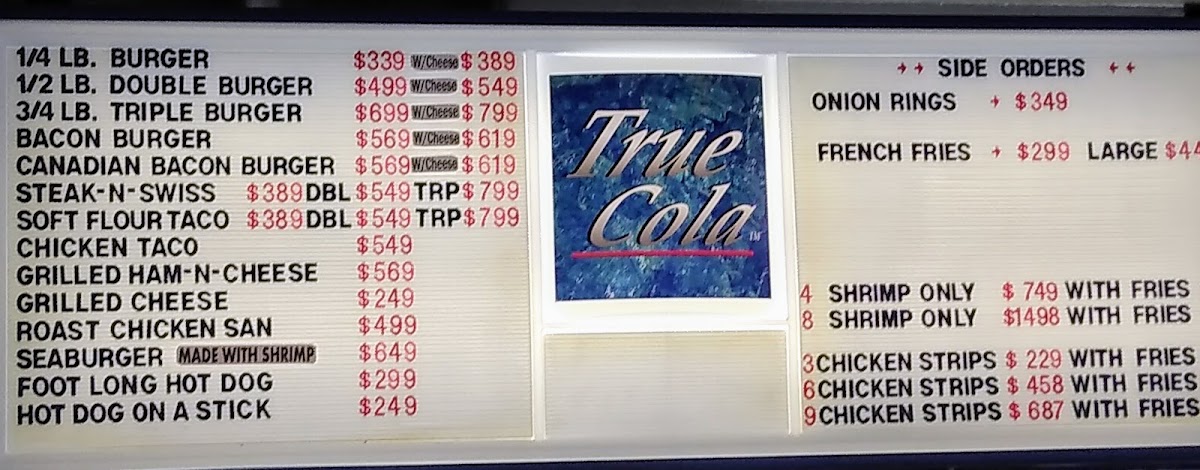 1/4 LB. BURGER $339 W/Cheese $389
1/2 LB. DOUBLE BURGER $499 W/Cheese $549
3/4 LB. TRIPLE BURGER $699 W/Cheese $799
BACON BURGER $569 W/Cheese $619
CANADIAN BACON BURGER $569 W/Cheese $619
STEAK-N-SWISS $389 DBL $549 TRP $799
SOFT FLOUR TACO $389 DBL $549 TRP $799
CHICKEN TACO $549
GRILLED HAM-N-CHEESE $569
GRILLED CHEESE $249
ROAST CHICKEN SAN $499
SEABURGER MADE WITH SHRIMP $649
FOOT LONG HOT DOG $299
HOT DOG ON A STICK $249
True
Cola™
SIDE ORDERS
ONION RINGS $349
FRENCH FRIES $299 LARGE $44
4 SHRIMP ONLY $ 749 WITH FRIES
8 SHRIMP ONLY $1498 WITH FRIES
3 CHICKEN STRIPS $ 229 WITH FRIES
6 CHICKEN STRIPS $ 458 WITH FRIES
9 CHICKEN STRIPS $ 687 WITH FRIES